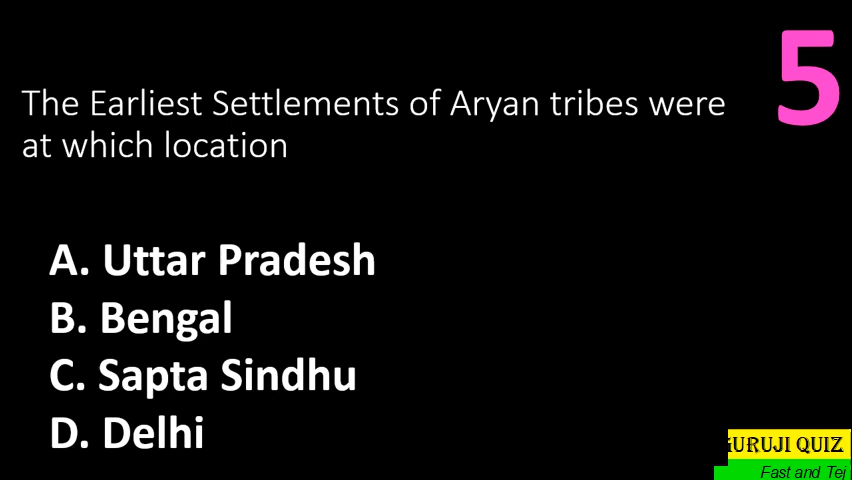 5
The Earliest Settlements of Aryan tribes were
at which location
A. Uttar Pradesh
B. Bengal
C. Sapta Sindhu
D. Delhi
GURUJI QUIZ
Fast and Tej